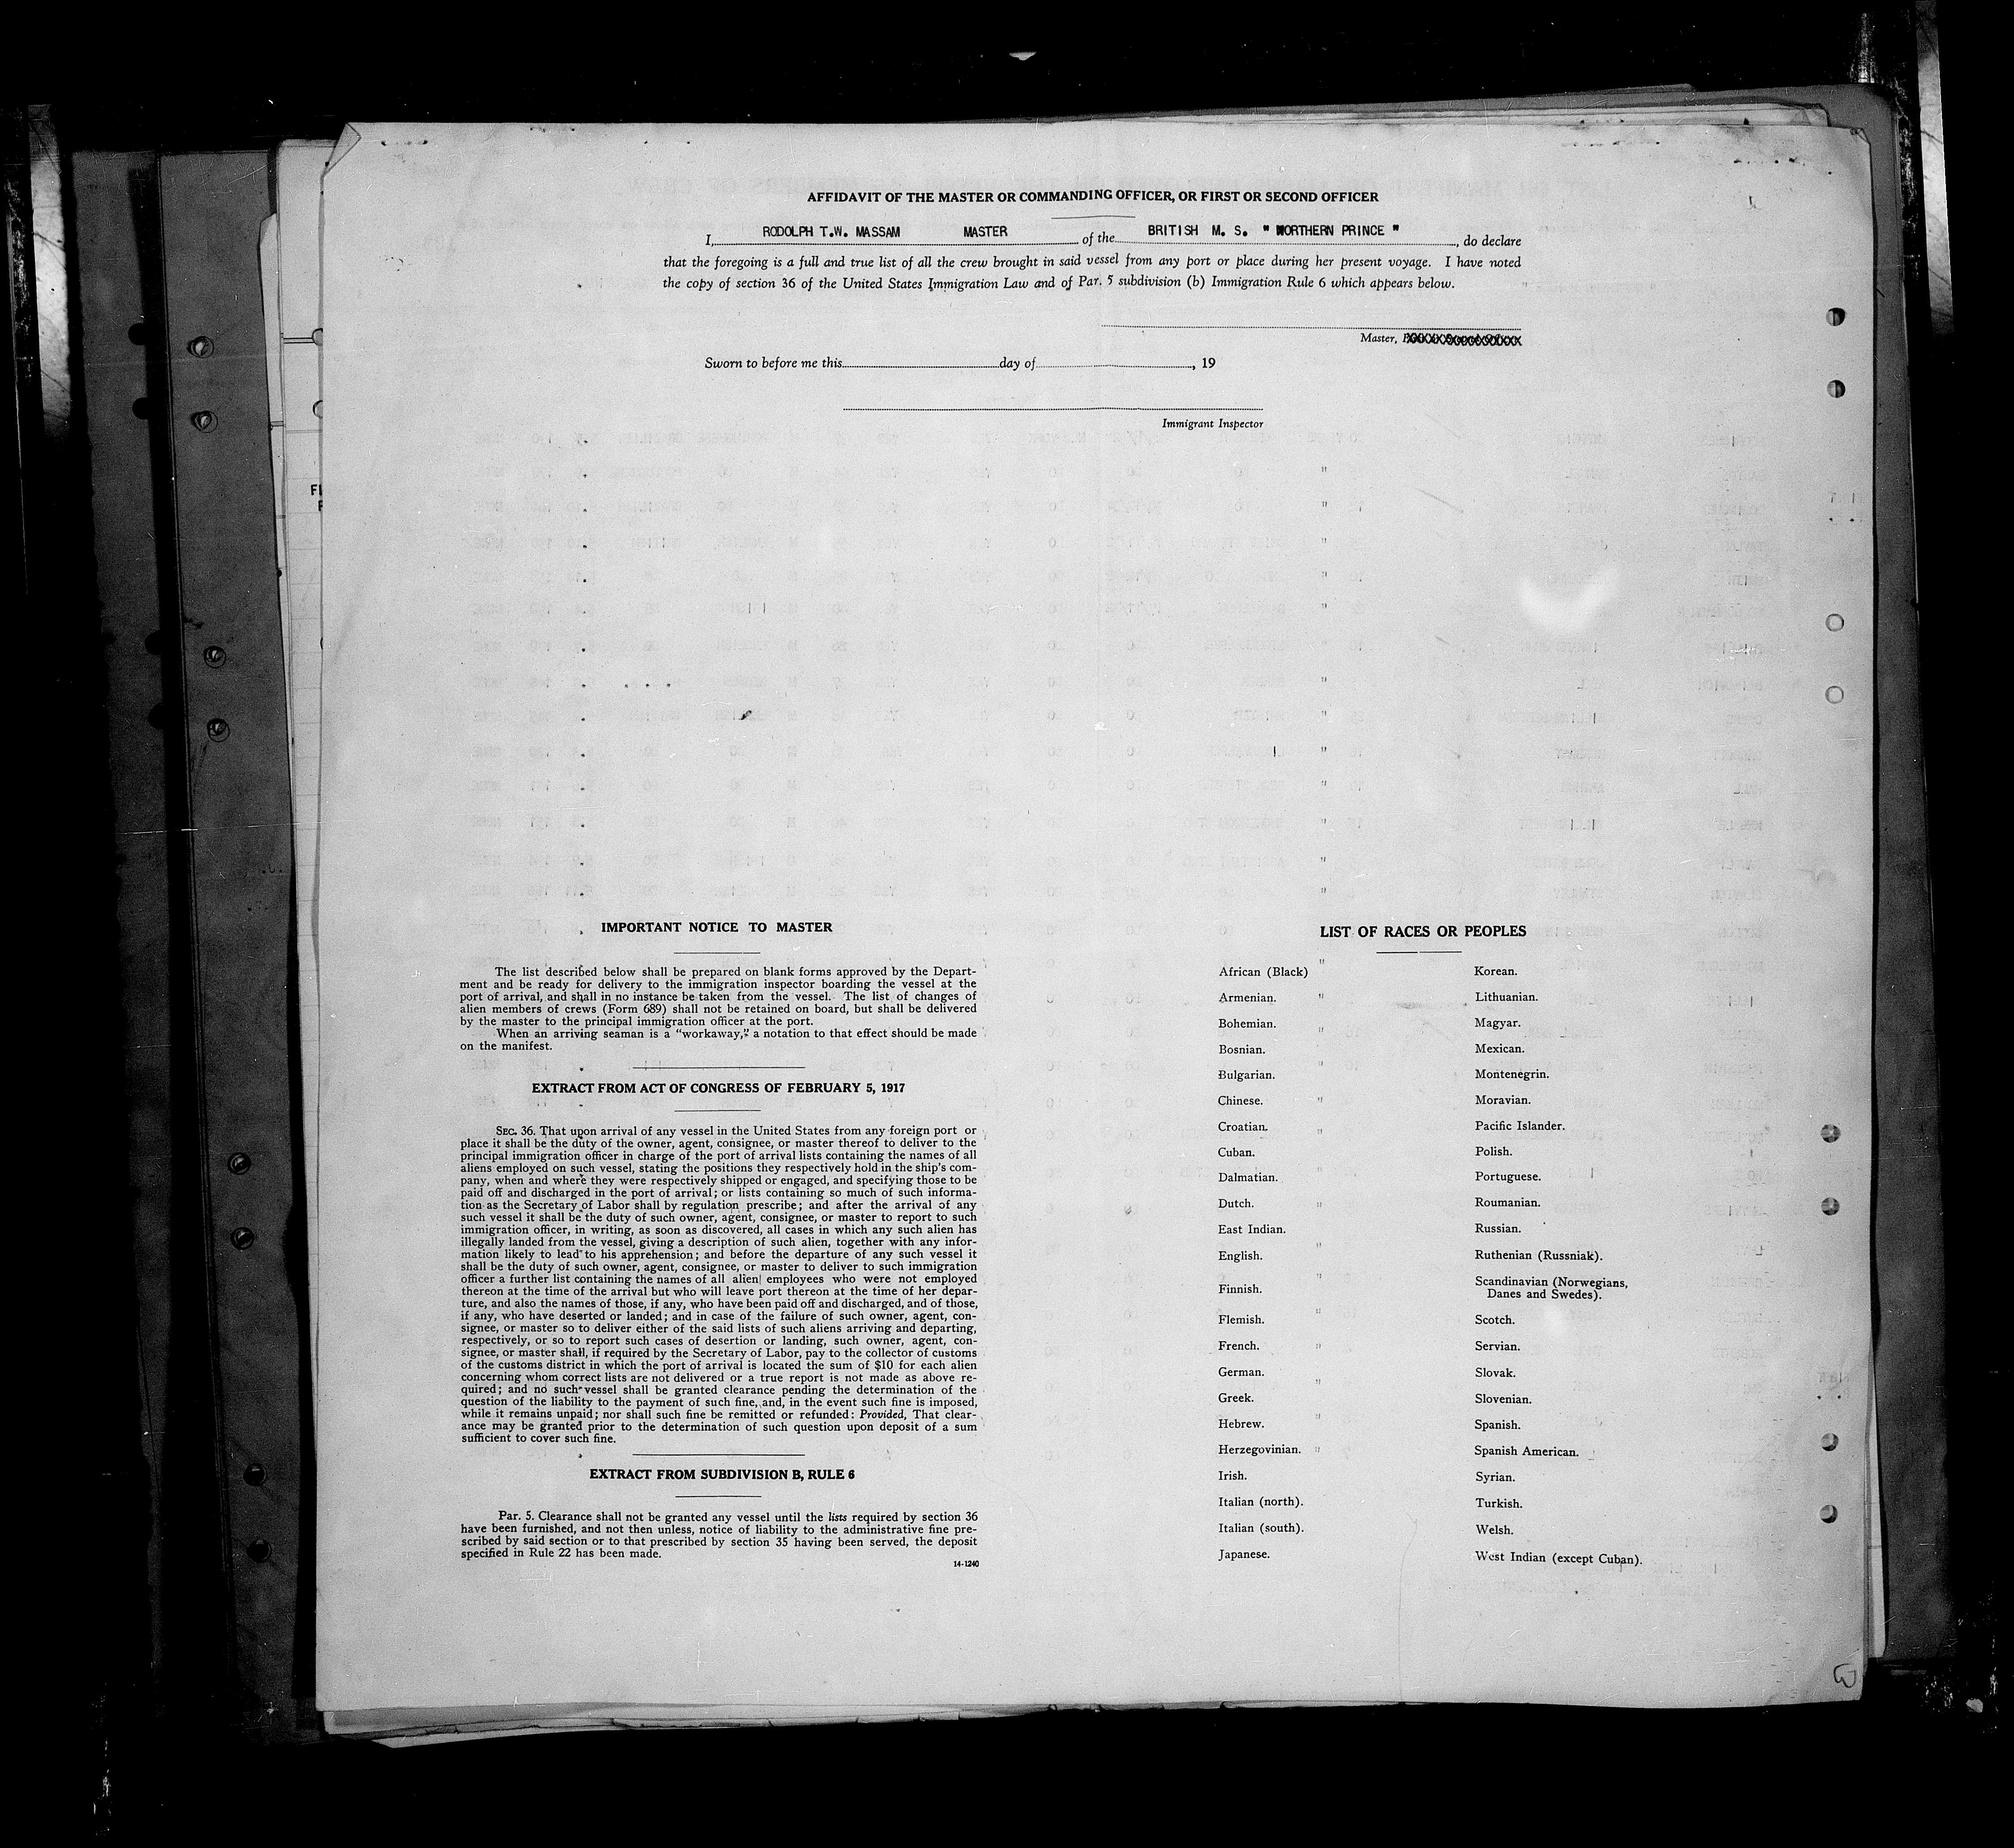 AFFIDAVIT OF THE MASTER OR COMMANDING OFFICER, OR FIRST OR SECOND OFFICER
I, RODOLPH T.W. MASSAM MASTER of the BRITISH M. S. " NORTHERN PRINCE ", do declare
that the foregoing is a full and true list of all the crew brought in said vessel from any port or place during her present voyage. I have noted
the copy of section 36 of the United States Immigration Law and of Par. 5 subdivision (b) Immigration Rule 6 which appears below.
Master,
Sworn to before me this day of , 19
Immigrant Inspector
IMPORTANT NOTICE TO MASTER
The list described below shall be prepared on blank forms approved by the Depart-
ment and be ready for delivery to the immigration inspector boarding the vessel at the
port of arrival, and shall in no instance be taken from the vessel. The list of changes of
alien members of crews (Form 689) shall not be retained on board, but shall be delivered
by the master to the principal immigration officer at the port.
When an arriving seaman is a "workaway," a notation to that effect should be made
on the manifest.
EXTRACT FROM ACT OF CONGRESS OF FEBRUARY 5, 1917
SEC. 36. That upon arrival of any vessel in the United States from any foreign port or
place it shall be the duty of the owner, agent, consignee, or master thereof to deliver to the
principal immigration officer in charge of the port of arrival lists containing the names of all
aliens employed on such vessel, stating the positions they respectively hold in the ship's com-
pany, when and where they were respectively shipped or engaged, and specifying those to be
paid off and discharged in the port of arrival; or lists containing so much of such informa-
tion as the Secretary of Labor shall by regulation prescribe; and after the arrival of any
such vessel it shall be the duty of such owner, agent, consignee, or master to report to such
immigration officer, in writing, as soon as discovered, all cases in which any such alien has
illegally landed from the vessel, giving a description of such alien, together with any infor-
mation likely to lead to his apprehension; and before the departure of any such vessel it
shall be the duty of such owner, agent, consignee, or master to deliver to such immigration
officer a further list containing the names of all alien employees who were not employed
thereon at the time of the arrival but who will leave port thereon at the time of her depar-
ture, and also the names of those, if any, who have been paid off and discharged, and of those,
if any, who have deserted or landed; and in case of the failure of such owner, agent, con-
signee, or master so to deliver either of the said lists of such aliens arriving and departing,
respectively, or so to report such cases of desertion or landing, such owner, agent, con-
signee, or master shall, if required by the Secretary of Labor, pay to the collector of customs
of the customs district in which the port of arrival is located the sum of $10 for each alien
concerning whom correct lists are not delivered or a true report is not made as above re-
quired; and no such vessel shall be granted clearance pending the determination of the
question of the liability to the payment of such fine, and, in the event such fine is imposed,
while it remains unpaid; nor shall such fine be remitted or refunded: Provided, That clear-
ance may be granted prior to the determination of such question upon deposit of a sum
sufficient to cover such fine.
EXTRACT FROM SUBDIVISION B, RULE 6
Par. 5. Clearance shall not be granted any vessel until the lists required by section 36
have been furnished, and not then unless, notice of liability to the administrative fine pre-
scribed by said section or to that prescribed by section 35 having been served, the deposit
specified in Rule 22 has been made.
14-1240
LIST OF RACES OR PEOPLES
African (Black)
Armenian.
Bohemian.
Bosnian.
Bulgarian.
Chinese.
Croatian.
Cuban.
Dalmatian.
Dutch.
East Indian.
English.
Finnish.
Flemish.
French.
German.
Greek.
Hebrew.
Herzegovinian.
Irish.
Italian (north).
Italian (south).
Japanese.
Korean.
Lithuanian.
Magyar.
Mexican.
Montenegrin.
Moravian.
Pacific Islander.
Polish.
Portuguese.
Roumanian.
Russian.
Ruthenian (Russniak).
Scandinavian (Norwegians,
Danes and Swedes).
Scotch.
Servian.
Slovak.
Slovenian.
Spanish.
Spanish American.
Syrian.
Turkish.
Welsh.
West Indian (except Cuban).